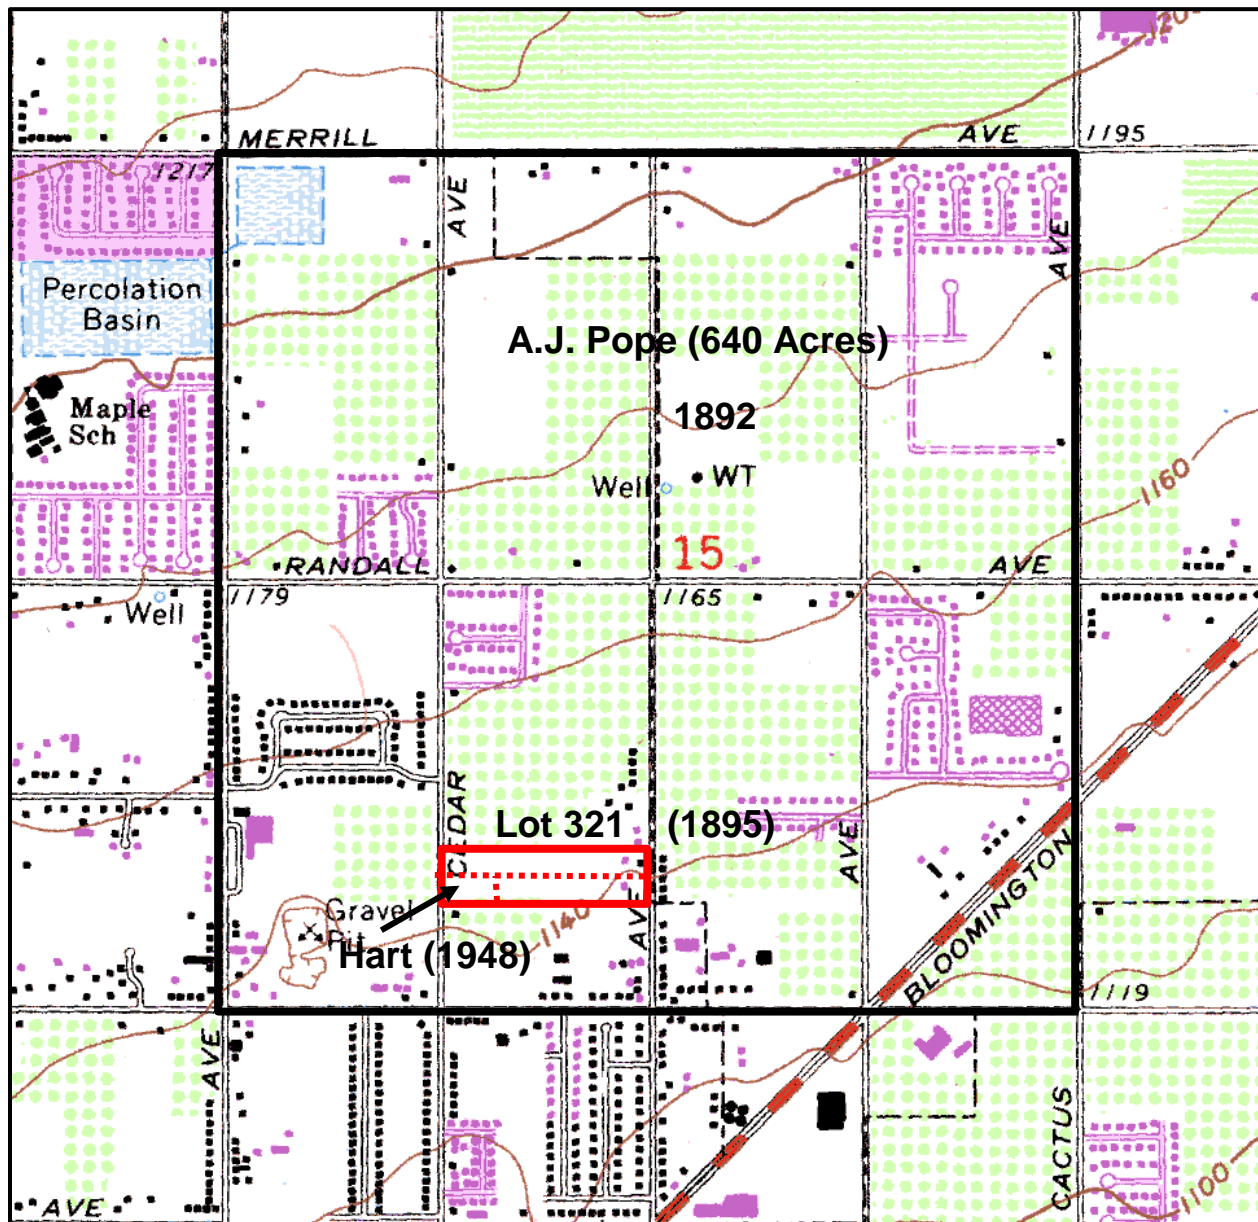 1200
MERRILL AVE 1195
1217
AVE
AVE
Percolation
Basin
A.J. Pope (640 Acres)
1892
Maple
Sch
Well WT
1160
15
RANDALL AVE
1179 1165
Well
CEDAR
Lot 321 (1895)
AVE
AVE
BLOOMINGTON
Gravel
Pit
1140
Hart (1948)
1119
AVE
CACTUS
1100
AVE